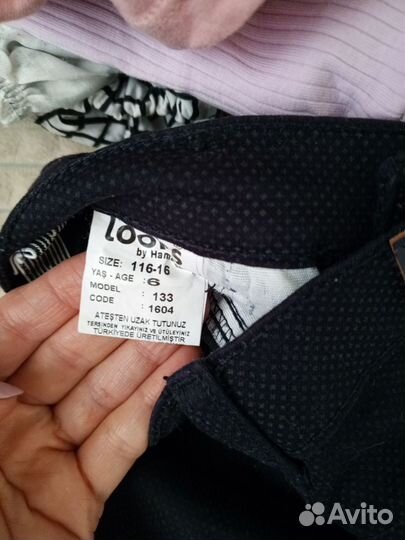 by Ham
SIZE: 116-16
YAŞ - AGE : 6
MODEL : 133
CODE : 1604
ATEŞTEN UZAK TUTUNUZ
TERSİNDEN YIKAYINIZ VE ÜTÜLEYİNİZ
TÜRKİYEDE ÜRETİLMİŞTİR
Avito